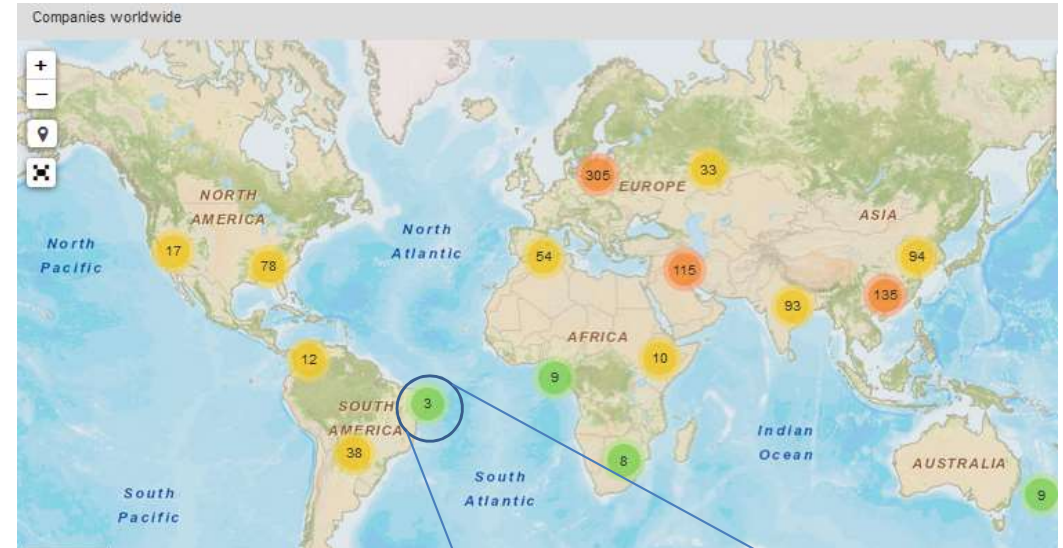 Companies worldwide
+
−
305
33
EUROPE
NORTH
AMERICA
ASIA
North
Atlantic
North
Pacific
17
78
54
115
94
93
135
AFRICA
12
9
10
3
SOUTH
AMERICA
38
Indian
Ocean
8
AUSTRALIA
South
Atlantic
South
Pacific
9